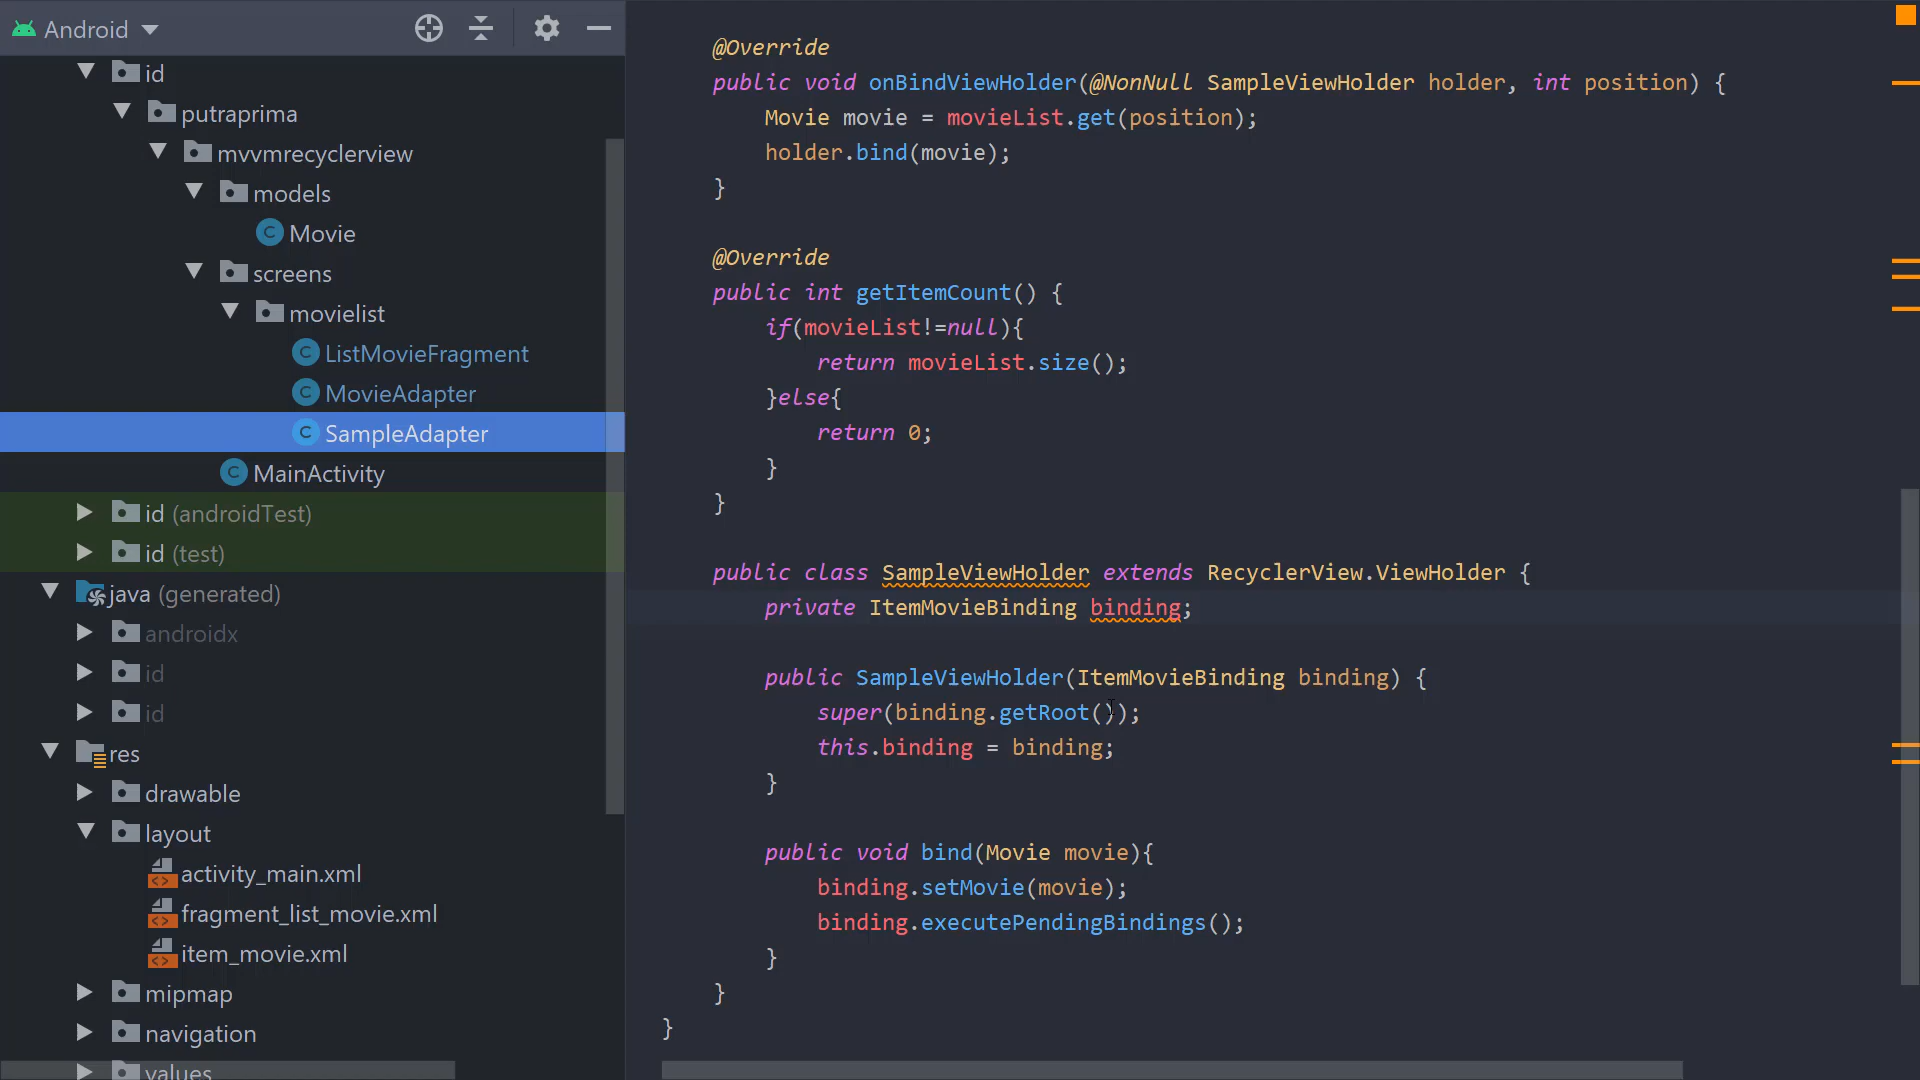 Android
id
putraprima
mvvmrecyclerview
models
Movie
screens
movielist
ListMovieFragment
MovieAdapter
SampleAdapter
MainActivity
id (androidTest)
id (test)
java (generated)
androidx
id
id
res
drawable
layout
activity_main.xml
fragment_list_movie.xml
item_movie.xml
mipmap
navigation
values
@Override
public void onBindViewHolder(@NonNull SampleViewHolder holder, int position) {
Movie movie = movieList.get(position);
holder.bind(movie);
}
@Override
public int getItemCount() {
if(movieList!=null){
return movieList.size();
}else{
return 0;
}
}
public class SampleViewHolder extends RecyclerView.ViewHolder {
private ItemMovieBinding binding;
public SampleViewHolder(ItemMovieBinding binding) {
super(binding.getRoot());
this.binding = binding;
}
public void bind(Movie movie){
binding.setMovie(movie);
binding.executePendingBindings();
}
}
}